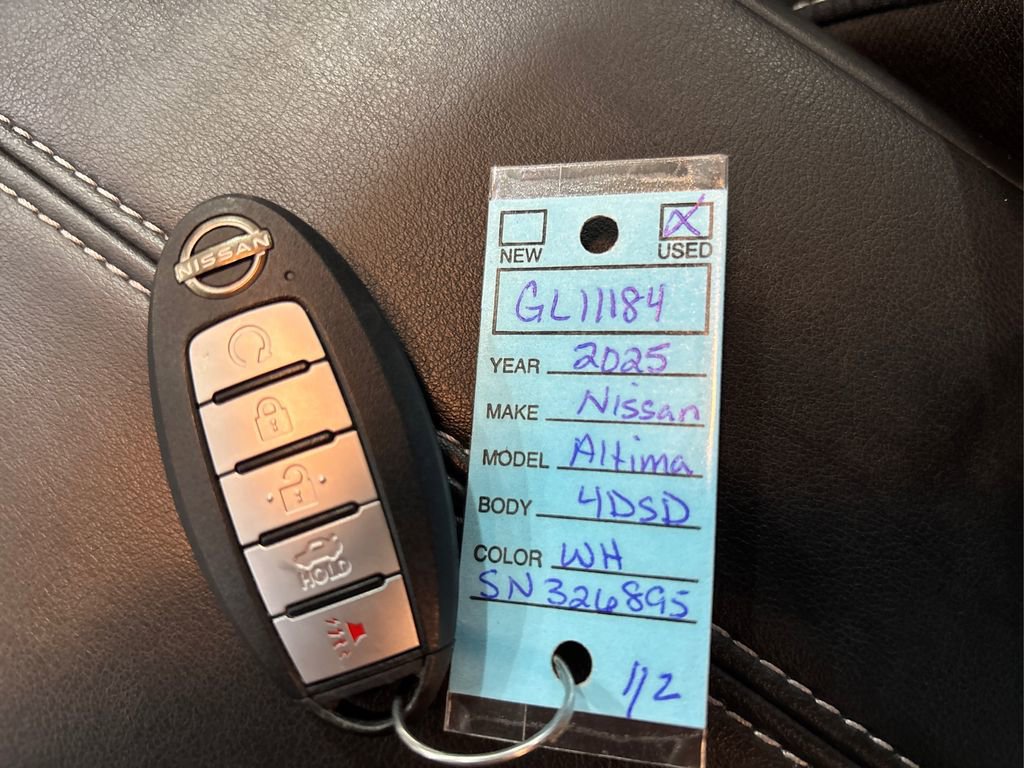 NISSAN
HOLD
NEW USED
GL11184
YEAR 2025
MAKE Nissan
MODEL Altima
BODY 4DSD
COLOR WH
SN326895
1/2